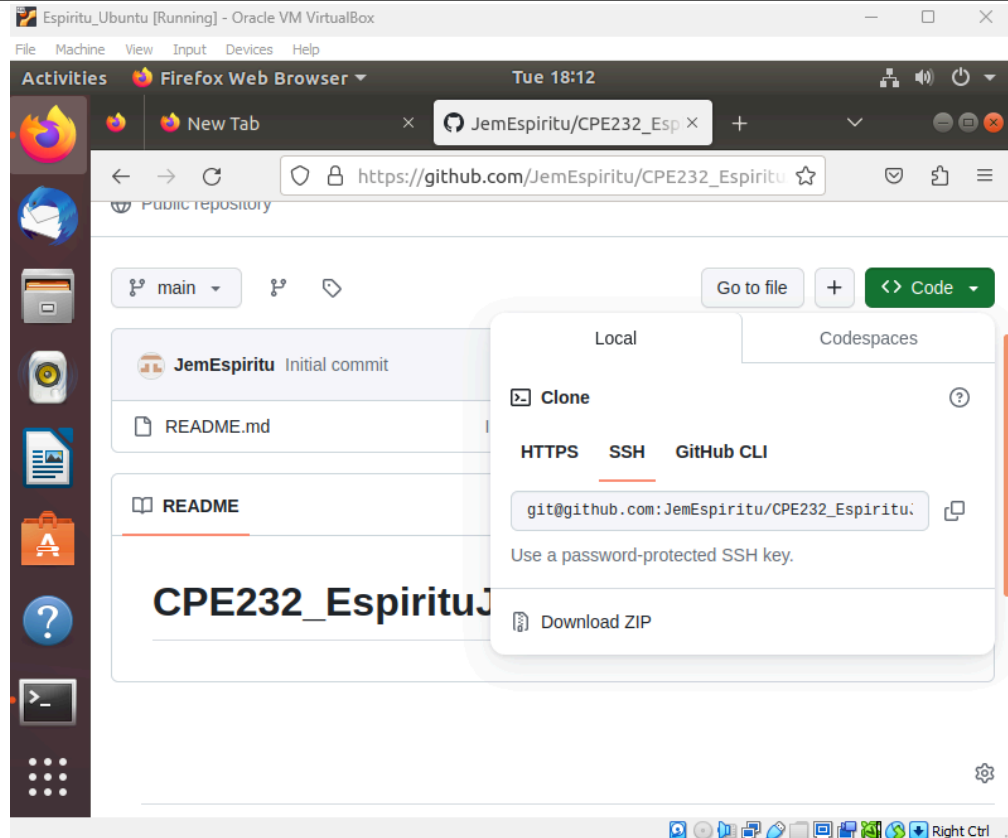 Espiritu_Ubuntu [Running] - Oracle VM VirtualBox
File Machine View Input Devices Help
Activities Firefox Web Browser Tue 18:12
New Tab JemEspiritu/CPE232_Esp
https://github.com/JemEspiritu/CPE232_Espiritu
Public repository
main Go to file Code
Local Codespaces
JemEspiritu Initial commit
Clone
README.md
HTTPS SSH GitHub CLI
README
git@github.com:JemEspiritu/CPE232_EspirituJ
Use a password-protected SSH key.
CPE232_EspirituJ
Download ZIP
Right Ctrl